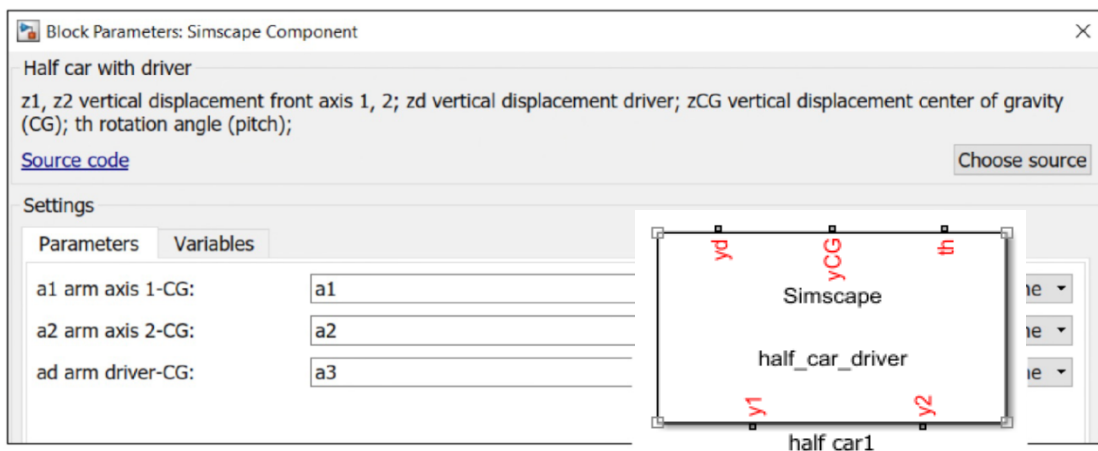 Block Parameters: Simscape Component
Half car with driver
z1, z2 vertical displacement front axis 1, 2; zd vertical displacement driver; zCG vertical displacement center of gravity
(CG); th rotation angle (pitch);
Source code
Choose source
Settings
Parameters Variables
a1 arm axis 1-CG: a1
a2 arm axis 2-CG: a2
ad arm driver-CG: a3
yd yCG th
Simscape
half_car_driver
y1 y2
half car1